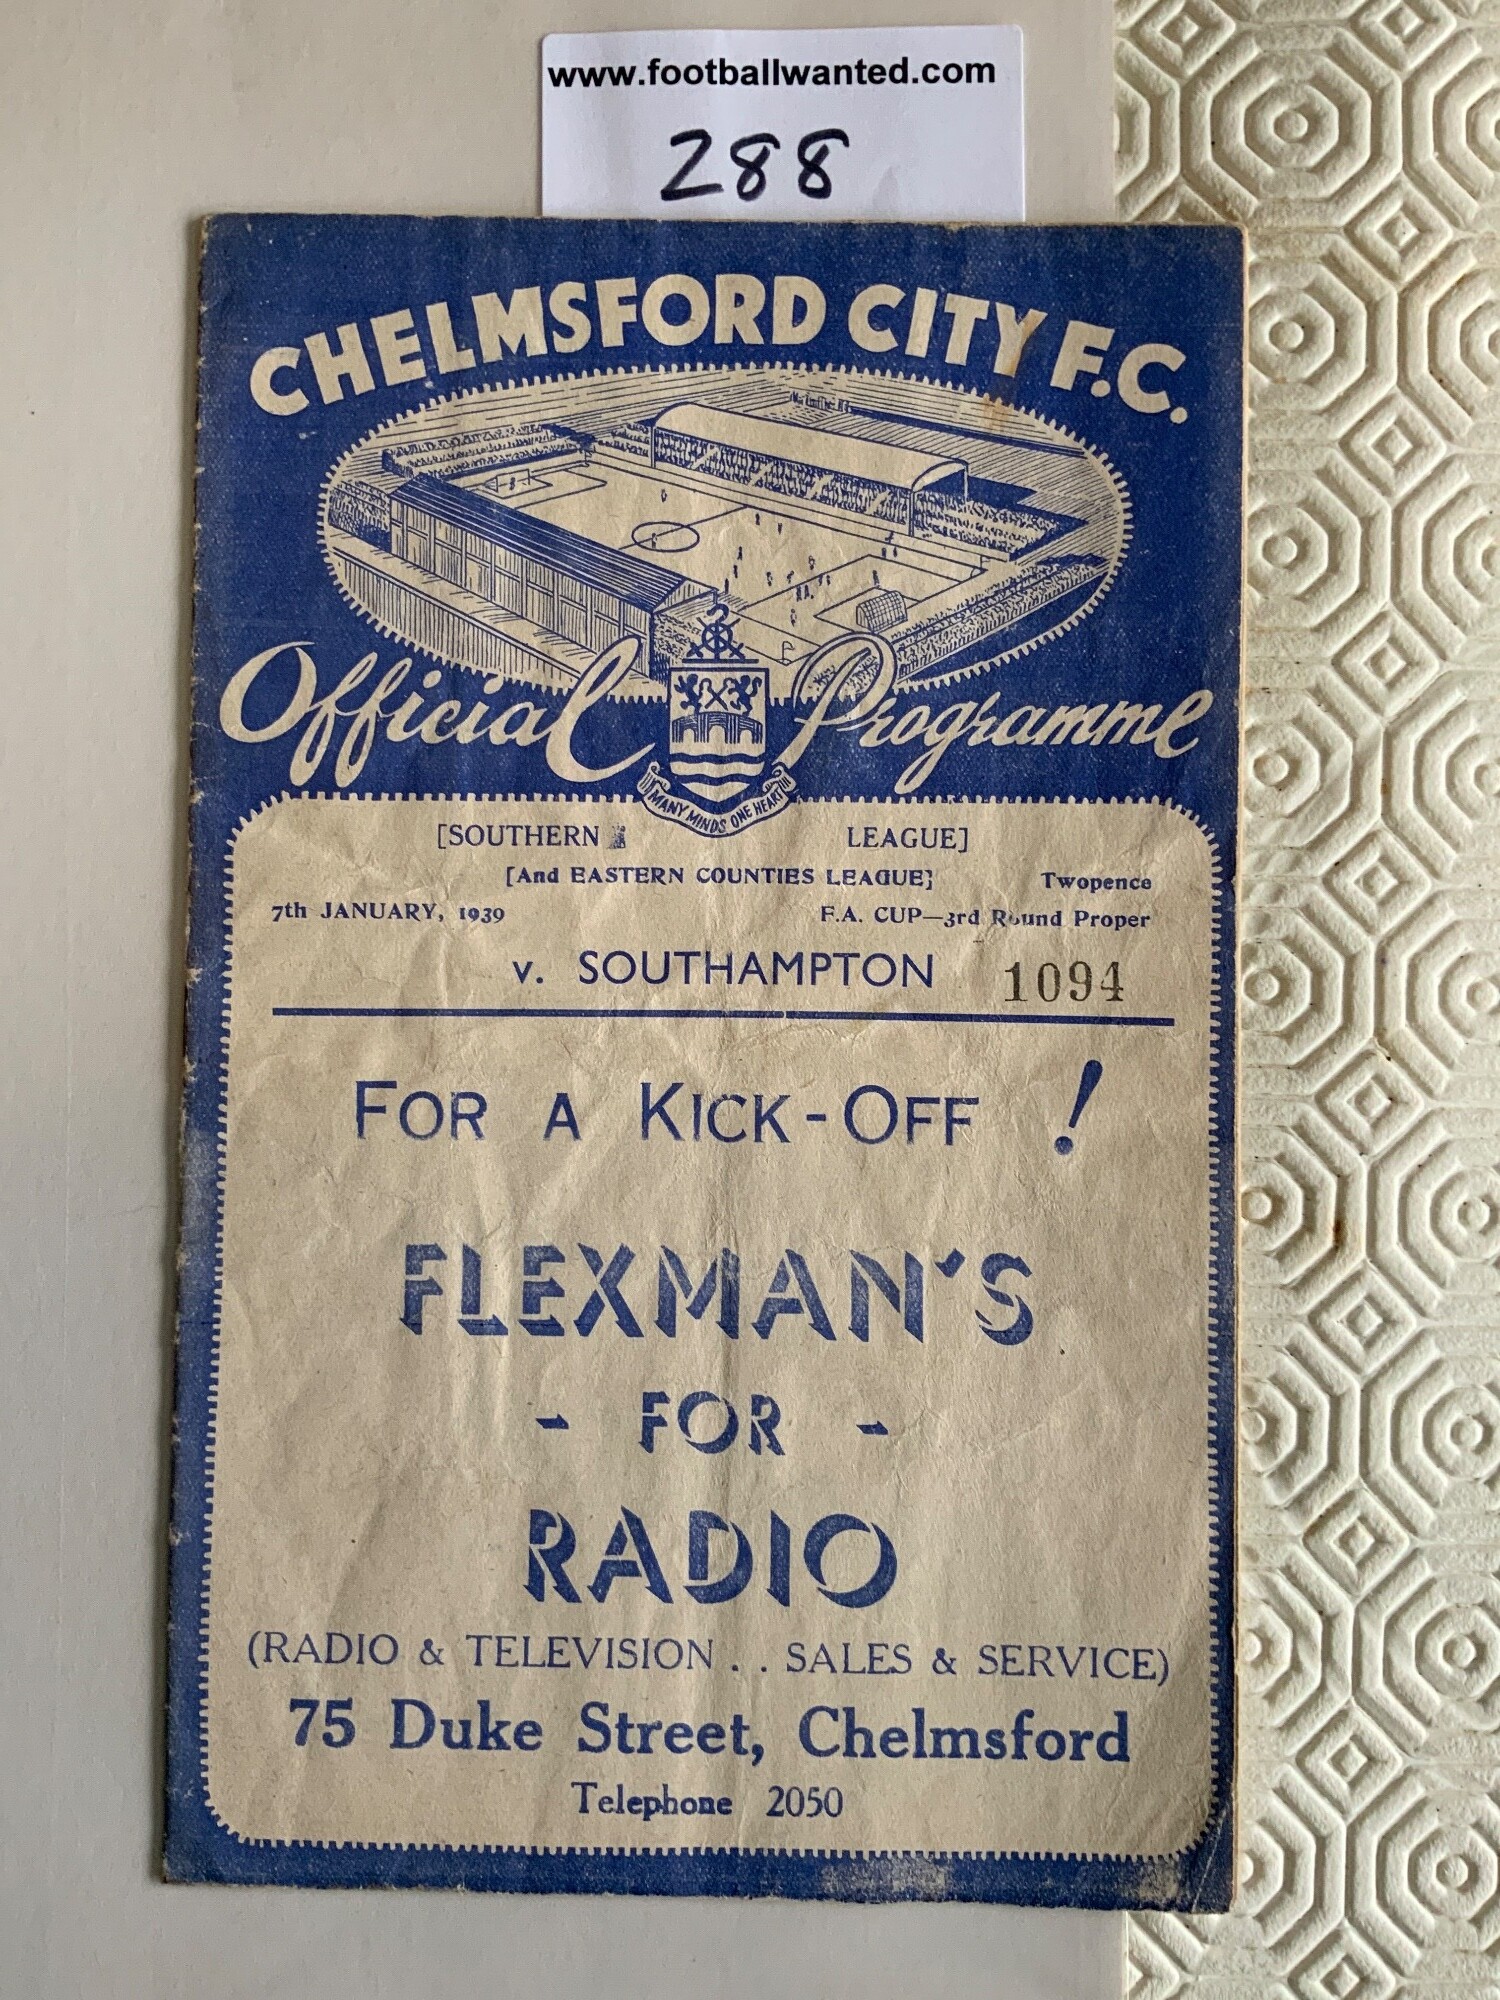 www.footballwanted.com
288
CHELMSFORD CITY F.C.
Official Programme
MANY MINDS ONE HEART
[SOUTHERN LEAGUE]
[And EASTERN COUNTIES LEAGUE] Twopence
7th JANUARY, 1939 F.A. CUP—3rd Round Proper
v. SOUTHAMPTON 1094
FOR A KICK-OFF !
FLEXMAN'S
- FOR -
RADIO
(RADIO & TELEVISION . . SALES & SERVICE)
75 Duke Street, Chelmsford
Telephone 2050